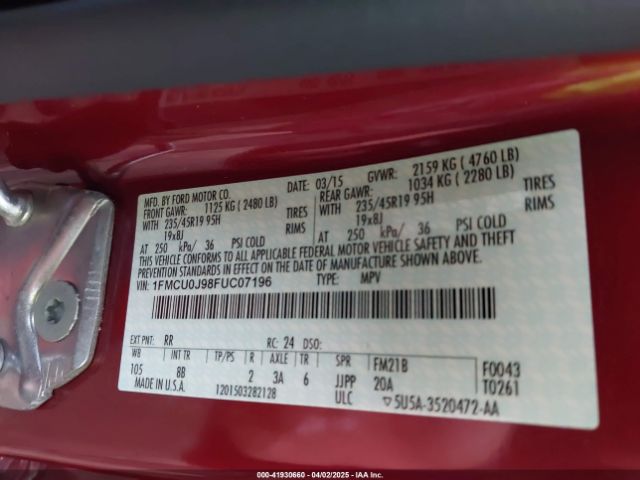 MFD. BY FORD MOTOR CO.
DATE: 03/15 GVWR: 2159 KG ( 4760 LB)
FRONT GAWR: 1125 KG ( 2480 LB)
REAR GAWR: 1034 KG ( 2280 LB)
WITH 235/45R19 95H TIRES
WITH 235/45R19 95H TIRES
19x8J RIMS
19x8J RIMS
AT 250 kPa/ 36 PSI COLD
AT 250 kPa/ 36 PSI COLD
THIS VEHICLE CONFORMS TO ALL APPLICABLE FEDERAL MOTOR VEHICLE SAFETY AND THEFT
PREVENTION STANDARDS IN EFFECT ON THE DATE OF MANUFACTURE SHOWN ABOVE.
VIN: 1FMCU0J98FUC07196 TYPE: MPV
EXT PNT: RR RC: 24 DSO:
WB INT TR TP/PS R AXLE TR SPR FM21B F0043
105 8B 2 3A 6 JJPP 20A T0261
MADE IN U.S.A. 1201503282128 ULC ▽5U5A-3520472-AA
000-41930660 - 04/02/2025 - IAA, Inc.